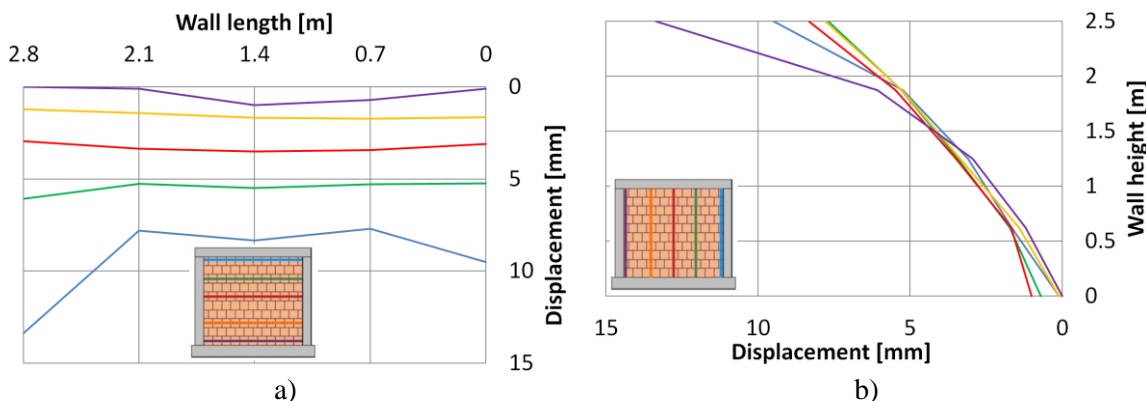 Wall length [m]
2.8 2.1 1.4 0.7 0
0
5
10
15
Displacement [mm]
a)
2.5
2
1.5
1
0.5
0
Wall height [m]
15 10 5 0
Displacement [mm]
b)